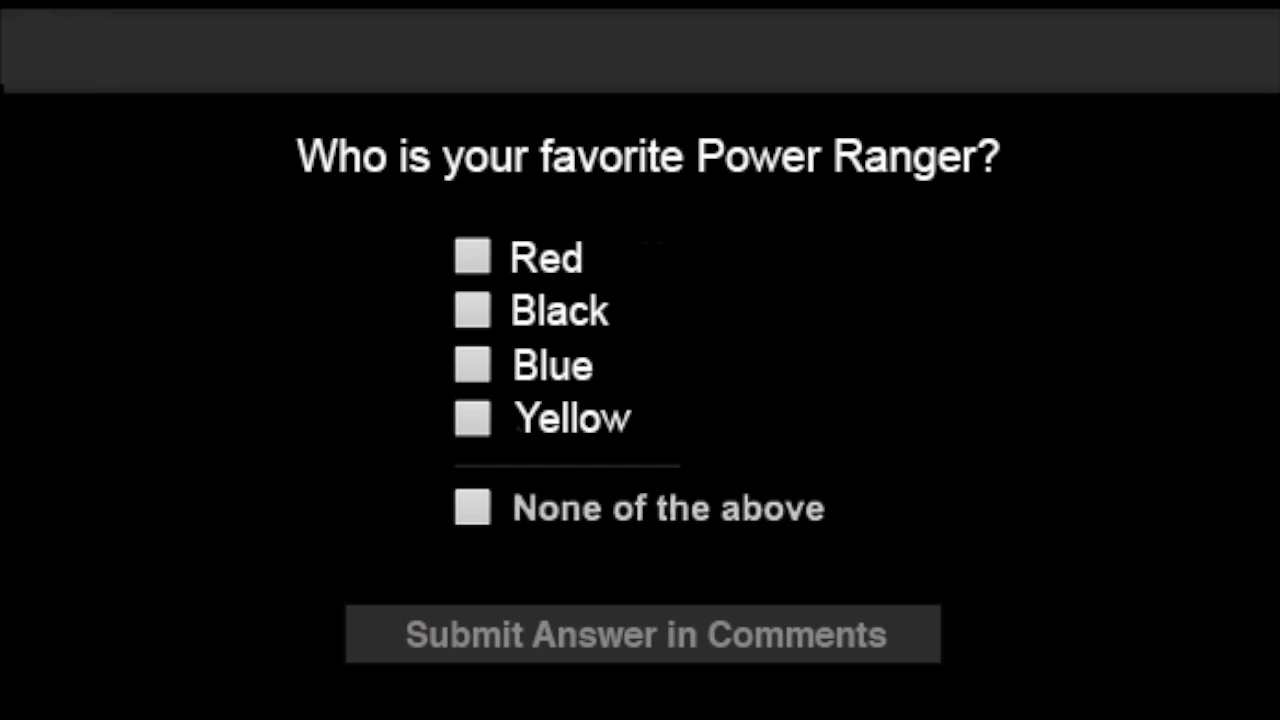 Who is your favorite Power Ranger?
Red
Black
Blue
Yellow
None of the above
Submit Answer in Comments